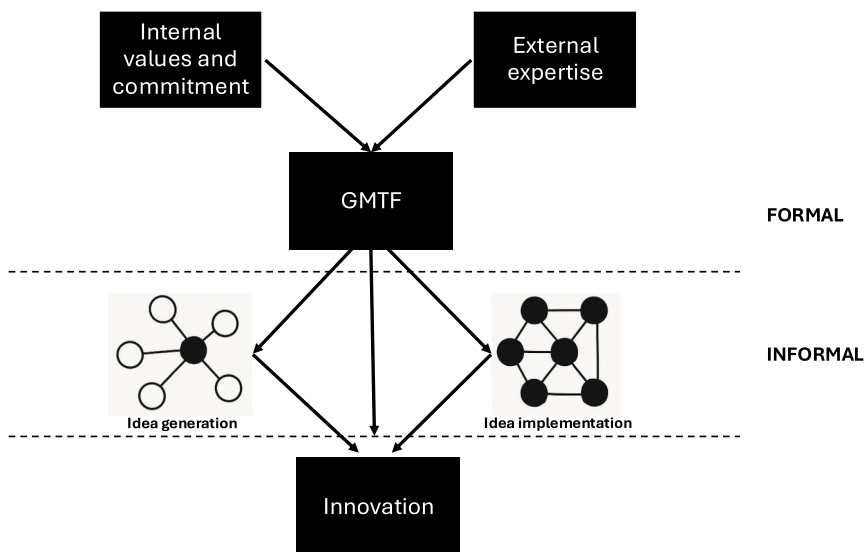 Internal
values and
commitment
External
expertise
GMTF
FORMAL
INFORMAL
Idea generation
Idea implementation
Innovation